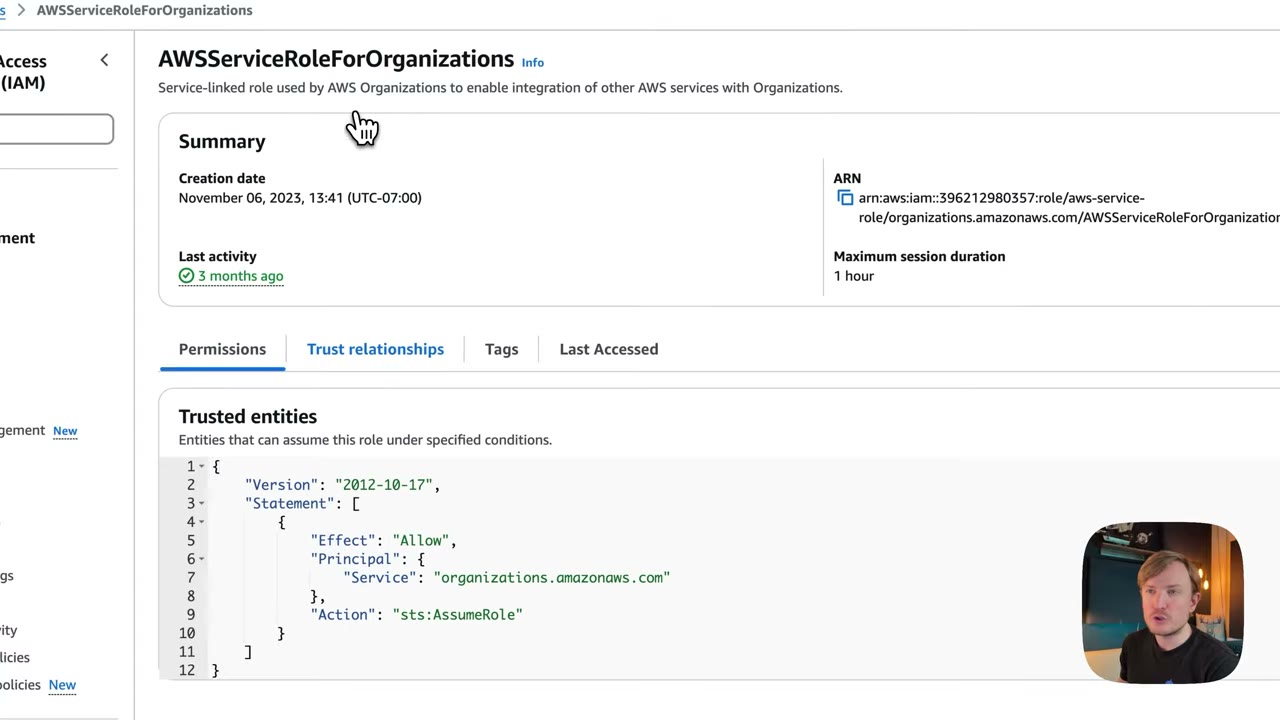 s > AWSServiceRoleForOrganizations
Access
(IAM)
ment
gement New
gs
ity
licies
policies New
AWSServiceRoleForOrganizations Info
Service-linked role used by AWS Organizations to enable integration of other AWS services with Organizations.
Summary
Creation date
November 06, 2023, 13:41 (UTC-07:00)
Last activity
3 months ago
ARN
arn:aws:iam::396212980357:role/aws-service-
role/organizations.amazonaws.com/AWSServiceRoleForOrganization
Maximum session duration
1 hour
Permissions
Trust relationships
Tags
Last Accessed
Trusted entities
Entities that can assume this role under specified conditions.
1 {
2 "Version": "2012-10-17",
3 "Statement": [
4 {
5 "Effect": "Allow",
6 "Principal": {
7 "Service": "organizations.amazonaws.com"
8 },
9 "Action": "sts:AssumeRole"
10 }
11 ]
12 }